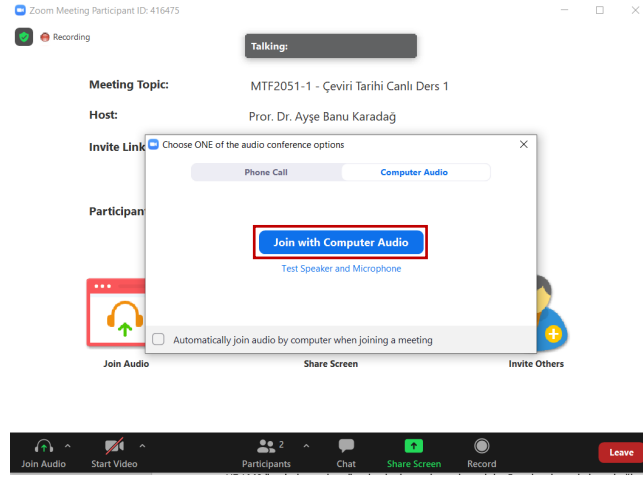 Zoom Meeting Participant ID: 416475
Recording
Talking:
Meeting Topic: MTF2051-1 - Çeviri Tarihi Canlı Ders 1
Host: Pror. Dr. Ayşe Banu Karadağ
Invite Link
Choose ONE of the audio conference options
Phone Call Computer Audio
Participan
Join with Computer Audio
Test Speaker and Microphone
Automatically join audio by computer when joining a meeting
Join Audio Share Screen Invite Others
2
Join Audio Start Video Participants Chat Share Screen Record Leave